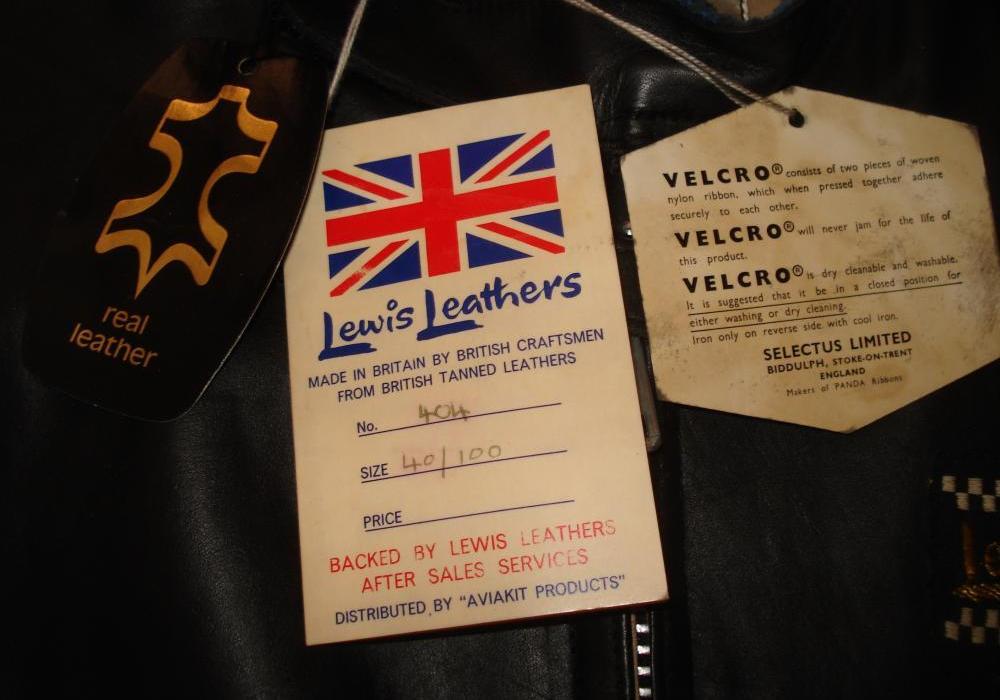 real
leather
Lewis Leathers
MADE IN BRITAIN BY BRITISH CRAFTSMEN
FROM BRITISH TANNED LEATHERS
No. 404
SIZE 40/100
PRICE
BACKED BY LEWIS LEATHERS
AFTER SALES SERVICES
DISTRIBUTED BY "AVIAKIT PRODUCTS"
VELCRO® consists of two pieces of woven
nylon ribbon, which when pressed together adhere
securely to each other.
VELCRO® will never jam for the life of
this product.
VELCRO® is dry cleanable and washable.
It is suggested that it be in a closed position for
either washing or dry cleaning.
Iron only on reverse side with cool iron.
SELECTUS LIMITED
BIDDULPH, STOKE-ON-TRENT
ENGLAND
Makers of PANDA Ribbons